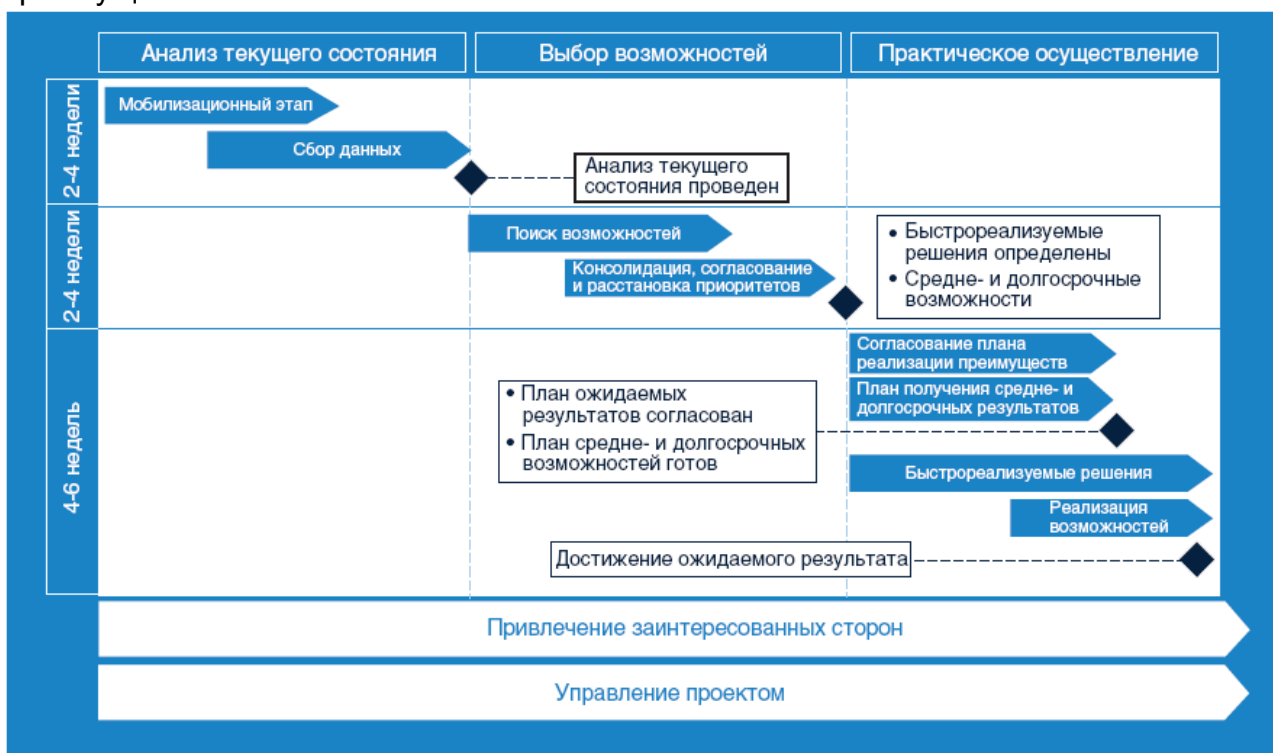 Анализ текущего состояния
Выбор возможностей
Практическое осуществление
2-4 недели
Мобилизационный этап
Сбор данных
Анализ текущего
состояния проведен
2-4 недели
Поиск возможностей
Консолидация, согласование
и расстановка приоритетов
• Быстрореализуемые
решения определены
• Средне- и долгосрочные
возможности
4-6 недель
Согласование плана
реализации преимуществ
План получения средне- и
долгосрочных результатов
• План ожидаемых
результатов согласован
• План средне- и долгосрочных
возможностей готов
Быстрореализуемые решения
Реализация
возможностей
Достижение ожидаемого результата
Привлечение заинтересованных сторон
Управление проектом